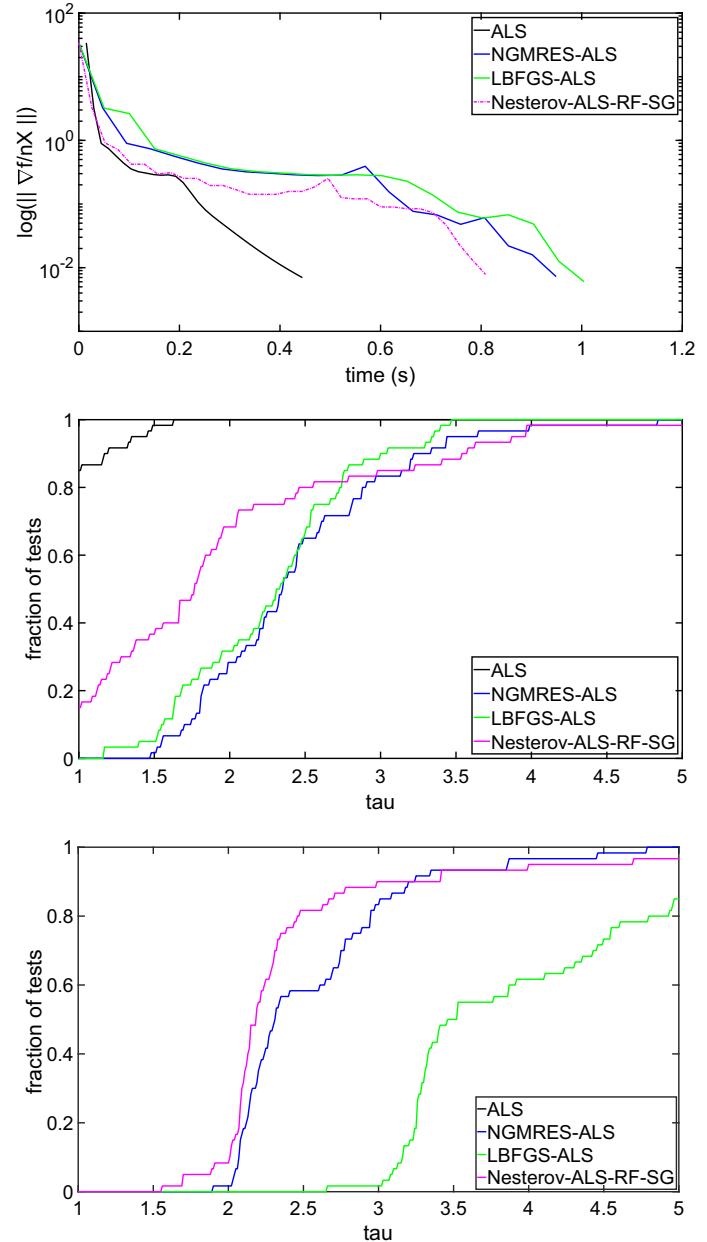 log(|| ∇f/nX ||)
10^2
10^0
10^-2
0 0.2 0.4 0.6 0.8 1 1.2
time (s)
ALS
NGMRES-ALS
LBFGS-ALS
Nesterov-ALS-RF-SG
fraction of tests
1
0.8
0.6
0.4
0.2
0
1 1.5 2 2.5 3 3.5 4 4.5 5
tau
ALS
NGMRES-ALS
LBFGS-ALS
Nesterov-ALS-RF-SG
fraction of tests
1
0.8
0.6
0.4
0.2
0
1 1.5 2 2.5 3 3.5 4 4.5 5
tau
ALS
NGMRES-ALS
LBFGS-ALS
Nesterov-ALS-RF-SG